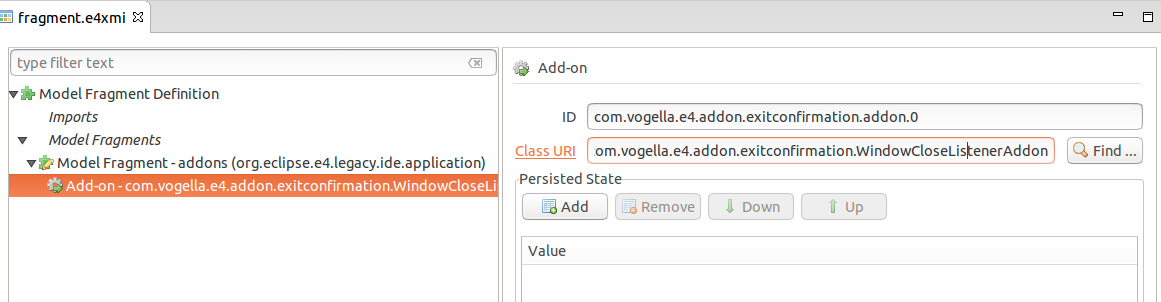 fragment.e4xmi
type filter text
Model Fragment Definition
Imports
Model Fragments
Model Fragment - addons (org.eclipse.e4.legacy.ide.application)
Add-on - com.vogella.e4.addon.exitconfirmation.WindowCloseLis
Add-on
ID com.vogella.e4.addon.exitconfirmation.addon.0
Class URI om.vogella.e4.addon.exitconfirmation.WindowCloseListenerAddon Find ...
Persisted State
Add Remove Down Up
Value